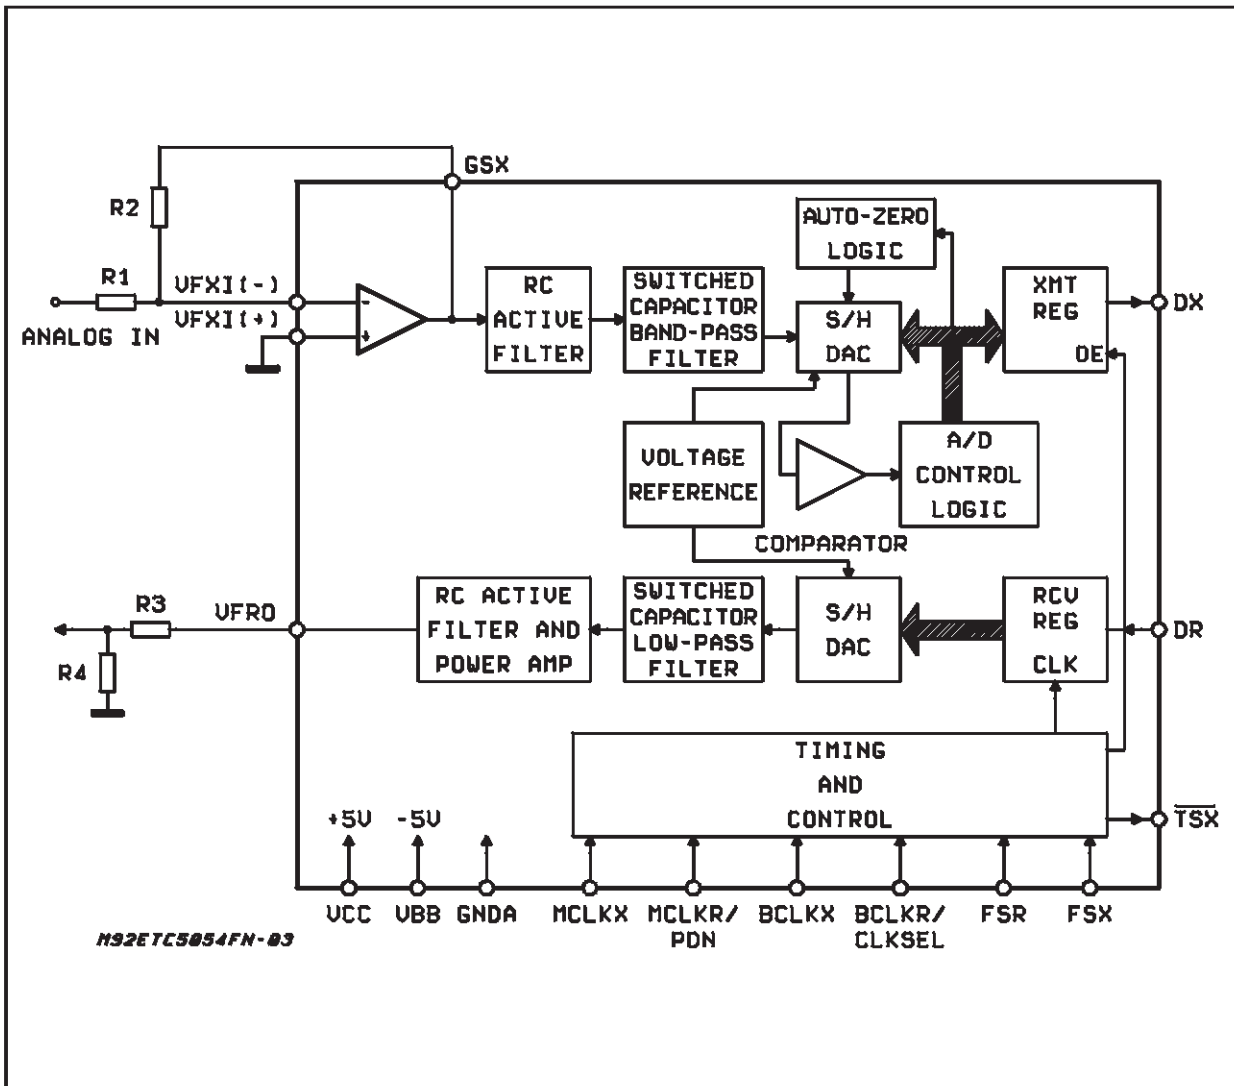 GSX
R2
AUTO-ZERO
LOGIC
R1
VFXI(-)
VFXI(+)
ANALOG IN
-
+
RC
ACTIVE
FILTER
SWITCHED
CAPACITOR
BAND-PASS
FILTER
S/H
DAC
XMT
REG
OE
DX
VOLTAGE
REFERENCE
A/D
CONTROL
LOGIC
COMPARATOR
R3
VFRO
R4
RC ACTIVE
FILTER AND
POWER AMP
SWITCHED
CAPACITOR
LOW-PASS
FILTER
S/H
DAC
RCV
REG
CLK
DR
TIMING
AND
CONTROL
TSX
+5V
-5V
VCC
VBB
GNDA
MCLKX
MCLKR/
PDN
BCLKX
BCLKR/
CLKSEL
FSR
FSX
M92ETC5054FN-03